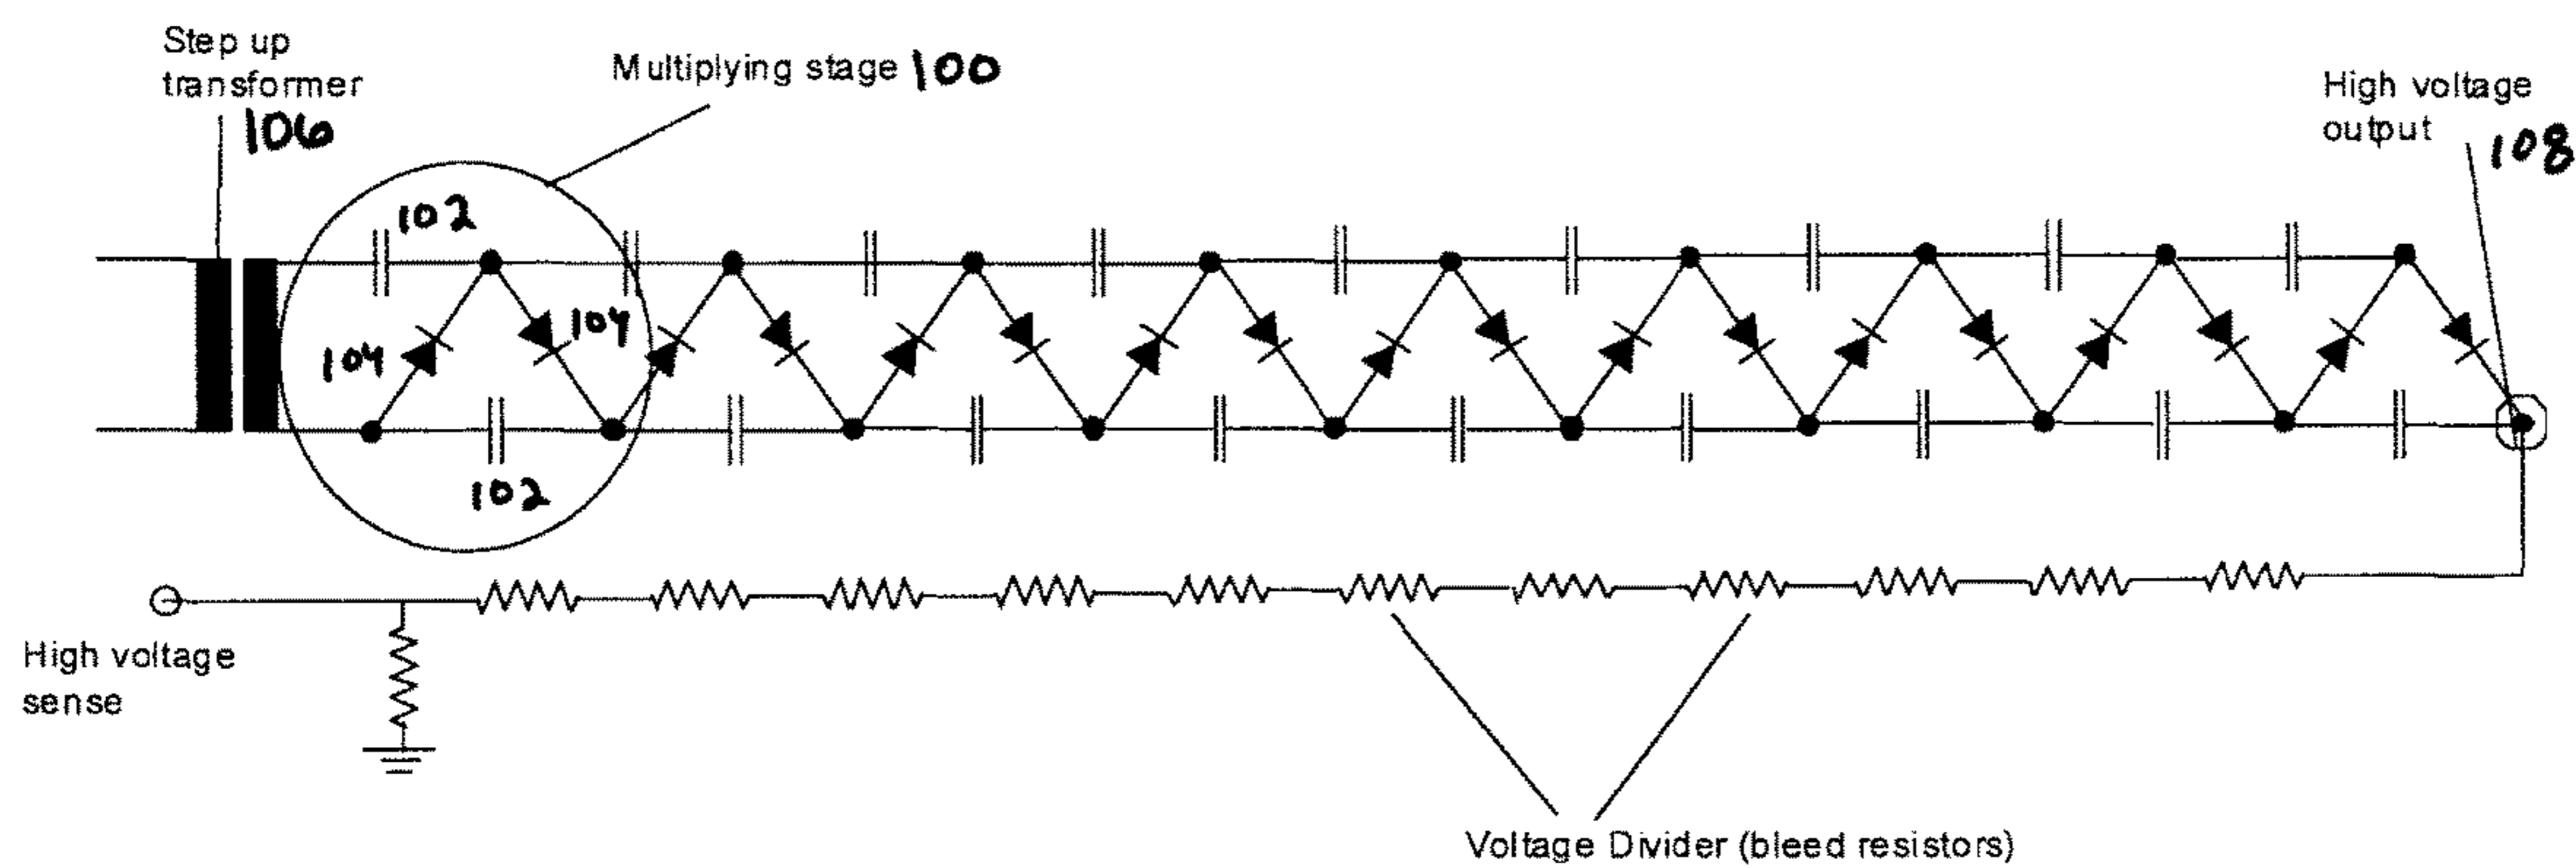 Step up
transformer
106
Multiplying stage 100
High voltage
output 108
102
104
104
102
High voltage
sense
Voltage Divider (bleed resistors)